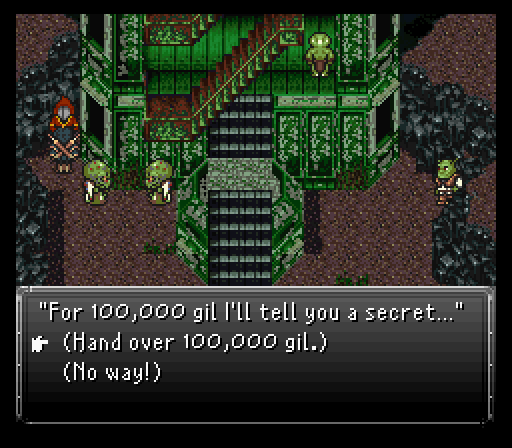 "For 100,000 gil I'll tell you a secret..."
(Hand over 100,000 gil.)
(No way!)